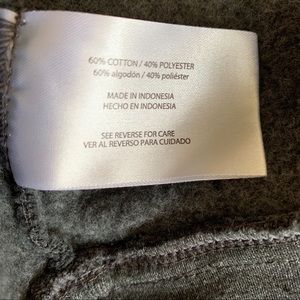 60% COTTON / 40% POLYESTER
60% algodón / 40% poliéster
MADE IN INDONESIA
HECHO EN INDONESIA
SEE REVERSE FOR CARE
VER AL REVERSO PARA CUIDADO